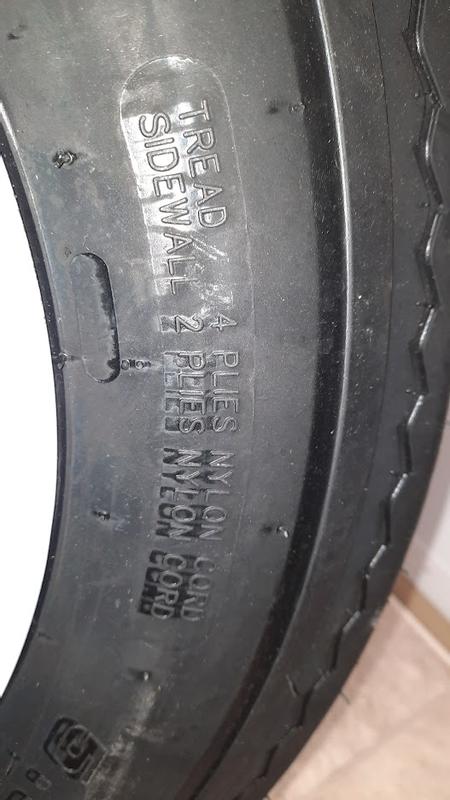 TREAD 4 PLIES NYLON CORD
SIDEWALL 2 PLIES NYLON CORD